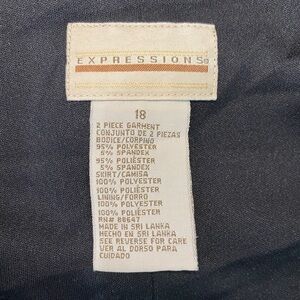 EXPRESSIONS®
18
2 PIECE GARMENT
CONJUNTO DE 2 PIEZAS
BODICE/CORPINO
95% POLYESTER
5% SPANDEX
95% POLIÉSTER
5% SPANDEX
SKIRT/CAMISA
100% POLYESTER
100% POLIÉSTER
LINING/FORRO
100% POLYESTER
100% POLIÉSTER
RN# 88647
MADE IN SRI LANKA
HECHO EN SRI LANKA
SEE REVERSE FOR CARE
VER AL DORSO PARA
CUIDADO